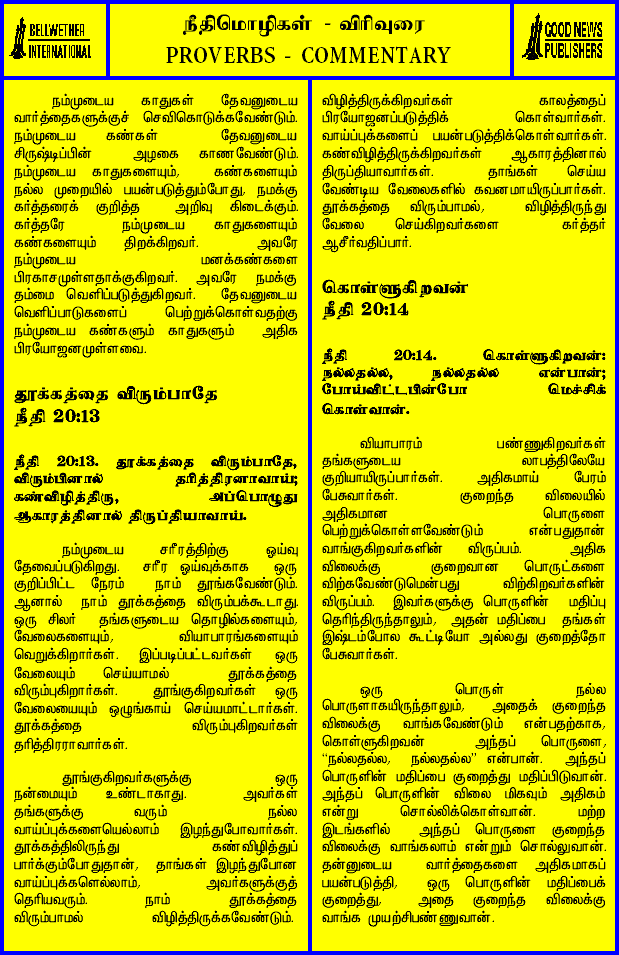 BELLWETHER
INTERNATIONAL
நீதிமொழிகள் - விரிவுரை
PROVERBS - COMMENTARY
GOOD NEWS
PUBLISHERS
நம்முடைய காதுகள் தேவனுடைய
வார்த்தைகளுக்குச் செவிகொடுக்கவேண்டும்.
நம்முடைய கண்கள் தேவனுடைய
சிருஷ்டிப்பின் அழகை காணவேண்டும்.
நம்முடைய காதுகளையும், கண்களையும்
நல்ல முறையில் பயன்படுத்தும்போது, நமக்கு
கர்த்தரைக் குறித்த அறிவு கிடைக்கும்.
கர்த்தரே நம்முடைய காதுகளையும்
கண்களையும் திறக்கிறவர். அவரே
நம்முடைய மனக்கண்களை
பிரகாசமுள்ளதாக்குகிறவர். அவரே நமக்கு
தம்மை வெளிப்படுத்துகிறவர். தேவனுடைய
வெளிப்பாடுகளைப் பெற்றுக்கொள்வதற்கு
நம்முடைய கண்களும் காதுகளும் அதிக
பிரயோஜனமுள்ளவை.
தூக்கத்தை விரும்பாதே
நீதி 20:13
நீதி 20:13. தூக்கத்தை விரும்பாதே,
விரும்பினால் தரித்திரனாவாய்;
கண்விழித்திரு, அப்பொழுது
ஆகாரத்தினால் திருப்தியாவாய்.
நம்முடைய சரீரத்திற்கு ஓய்வு
தேவைப்படுகிறது. சரீர ஓய்வுக்காக ஒரு
குறிப்பிட்ட நேரம் நாம் தூங்கவேண்டும்.
ஆனால் நாம் தூக்கத்தை விரும்பக்கூடாது.
ஒரு சிலர் தங்களுடைய தொழில்களையும்,
வேலைகளையும், வியாபாரங்களையும்
வெறுக்கிறார்கள். இப்படிப்பட்டவர்கள் ஒரு
வேலையும் செய்யாமல் தூக்கத்தை
விரும்புகிறார்கள். தூங்குகிறவர்கள் ஒரு
வேலையையும் ஒழுங்காய் செய்யமாட்டார்கள்.
தூக்கத்தை விரும்புகிறவர்கள்
தரித்திரராவார்கள்.
தூங்குகிறவர்களுக்கு ஒரு
நன்மையும் உண்டாகாது. அவர்கள்
தங்களுக்கு வரும் நல்ல
வாய்ப்புக்களையெல்லாம் இழந்துபோவார்கள்.
தூக்கத்திலிருந்து கண்விழித்துப்
பார்க்கும்போதுதான், தாங்கள் இழந்துபோன
வாய்ப்புக்களெல்லாம், அவர்களுக்குத்
தெரியவரும். நாம் தூக்கத்தை
விரும்பாமல் விழித்திருக்கவேண்டும்.
விழித்திருக்கிறவர்கள் காலத்தைப்
பிரயோஜனப்படுத்திக் கொள்வார்கள்.
வாய்ப்புக்களைப் பயன்படுத்திக்கொள்வார்கள்.
கண்விழித்திருக்கிறவர்கள் ஆகாரத்தினால்
திருப்தியாவார்கள். தாங்கள் செய்ய
வேண்டிய வேலைகளில் கவனமாயிருப்பார்கள்.
தூக்கத்தை விரும்பாமல், விழித்திருந்து
வேலை செய்கிறவர்களை கர்த்தர்
ஆசீர்வதிப்பார்.
கொள்ளுகிறவன்
நீதி 20:14
நீதி 20:14. கொள்ளுகிறவன்:
நல்லதல்ல, நல்லதல்ல என்பான்;
போய்விட்டபின்போ மெச்சிக்
கொள்வான்.
வியாபாரம் பண்ணுகிறவர்கள்
தங்களுடைய லாபத்திலேயே
குறியாயிருப்பார்கள். அதிகமாய் பேரம்
பேசுவார்கள். குறைந்த விலையில்
அதிகமான பொருளை
பெற்றுக்கொள்ளவேண்டும் என்பதுதான்
வாங்குகிறவர்களின் விருப்பம். அதிக
விலைக்கு குறைவான பொருட்களை
விற்கவேண்டுமென்பது விற்கிறவர்களின்
விருப்பம். இவர்களுக்கு பொருளின் மதிப்பு
தெரிந்திருந்தாலும், அதன் மதிப்பை தங்கள்
இஷ்டம்போல கூட்டியோ அல்லது குறைத்தோ
பேசுவார்கள்.
ஒரு பொருள் நல்ல
பொருளாகயிருந்தாலும், அதைக் குறைந்த
விலைக்கு வாங்கவேண்டும் என்பதற்காக,
கொள்ளுகிறவன் அந்தப் பொருளை,
“நல்லதல்ல, நல்லதல்ல” என்பான். அந்தப்
பொருளின் மதிப்பை குறைத்து மதிப்பிடுவான்.
அந்தப் பொருளின் விலை மிகவும் அதிகம்
என்று சொல்லிக்கொள்வான். மற்ற
இடங்களில் அந்தப் பொருளை குறைந்த
விலைக்கு வாங்கலாம் என்றும் சொல்லுவான்.
தன்னுடைய வார்த்தைகளை அதிகமாகப்
பயன்படுத்தி, ஒரு பொருளின் மதிப்பைக்
குறைத்து, அதை குறைந்த விலைக்கு
வாங்க முயற்சிபண்ணுவான்.